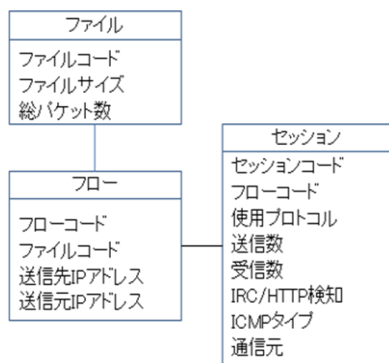 ファイル
ファイルコード
ファイルサイズ
総パケット数
フロー
フローコード
ファイルコード
送信先IPアドレス
送信元IPアドレス
セッション
セッションコード
フローコード
使用プロトコル
送信数
受信数
IRC/HTTP検知
ICMPタイプ
通信元